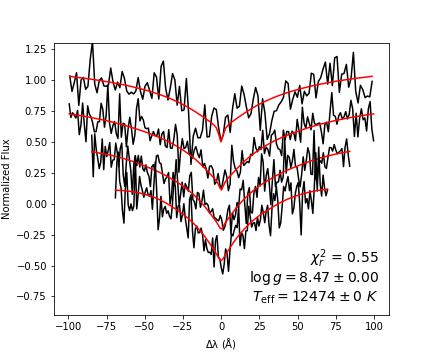 1.25
1.00
0.75
0.50
0.25
0.00
−0.25
−0.50
−0.75
Normalized Flux
χ²ᵣ = 0.55
log g = 8.47 ± 0.00
T_eff = 12474 ± 0 K
−100 −75 −50 −25 0 25 50 75 100
Δλ (Å)